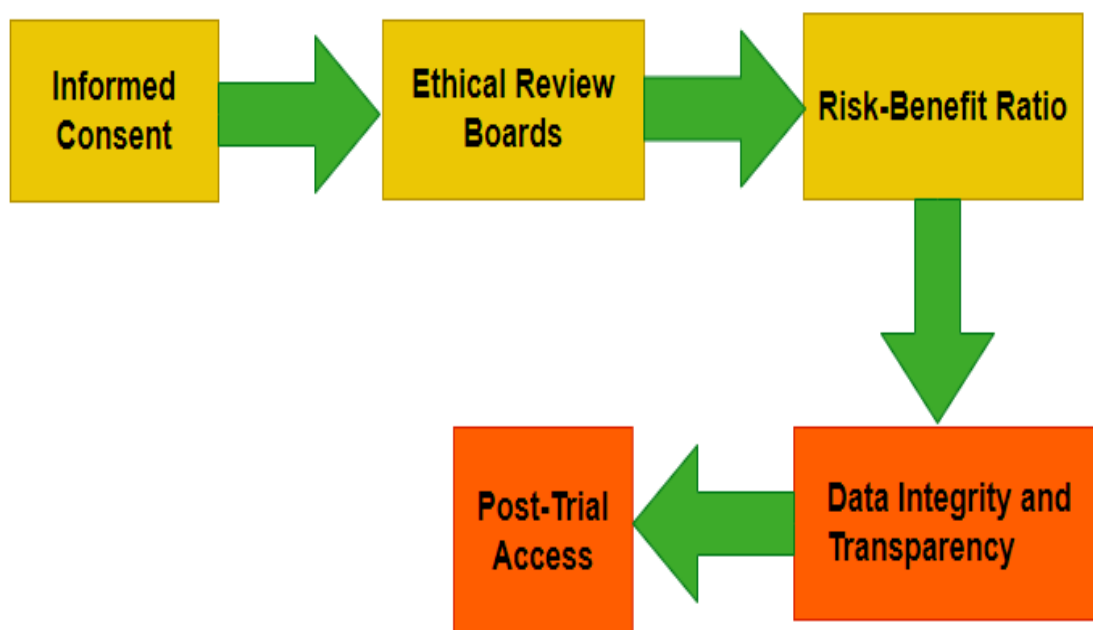 Informed
Consent
Ethical Review
Boards
Risk-Benefit Ratio
Data Integrity and
Transparency
Post-Trial
Access